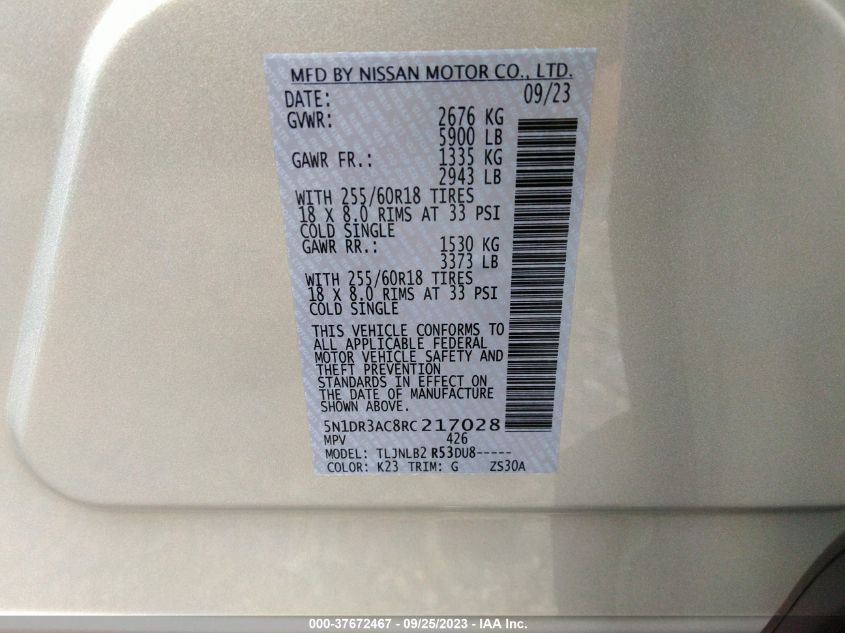 MFD BY NISSAN MOTOR CO., LTD.
DATE: 09/23
GVWR: 2676 KG
5900 LB
GAWR FR.: 1335 KG
2943 LB
WITH 255/60R18 TIRES
18 X 8.0 RIMS AT 33 PSI
COLD SINGLE
GAWR RR.: 1530 KG
3373 LB
WITH 255/60R18 TIRES
18 X 8.0 RIMS AT 33 PSI
COLD SINGLE
THIS VEHICLE CONFORMS TO
ALL APPLICABLE FEDERAL
MOTOR VEHICLE SAFETY AND
THEFT PREVENTION
STANDARDS IN EFFECT ON
THE DATE OF MANUFACTURE
SHOWN ABOVE.
5N1DR3AC8RC217028
MPV 426
MODEL: TLJNLB2 R53DU8-----
COLOR: K23 TRIM: G ZS30A
000-37672467 - 09/25/2023 - IAA Inc.